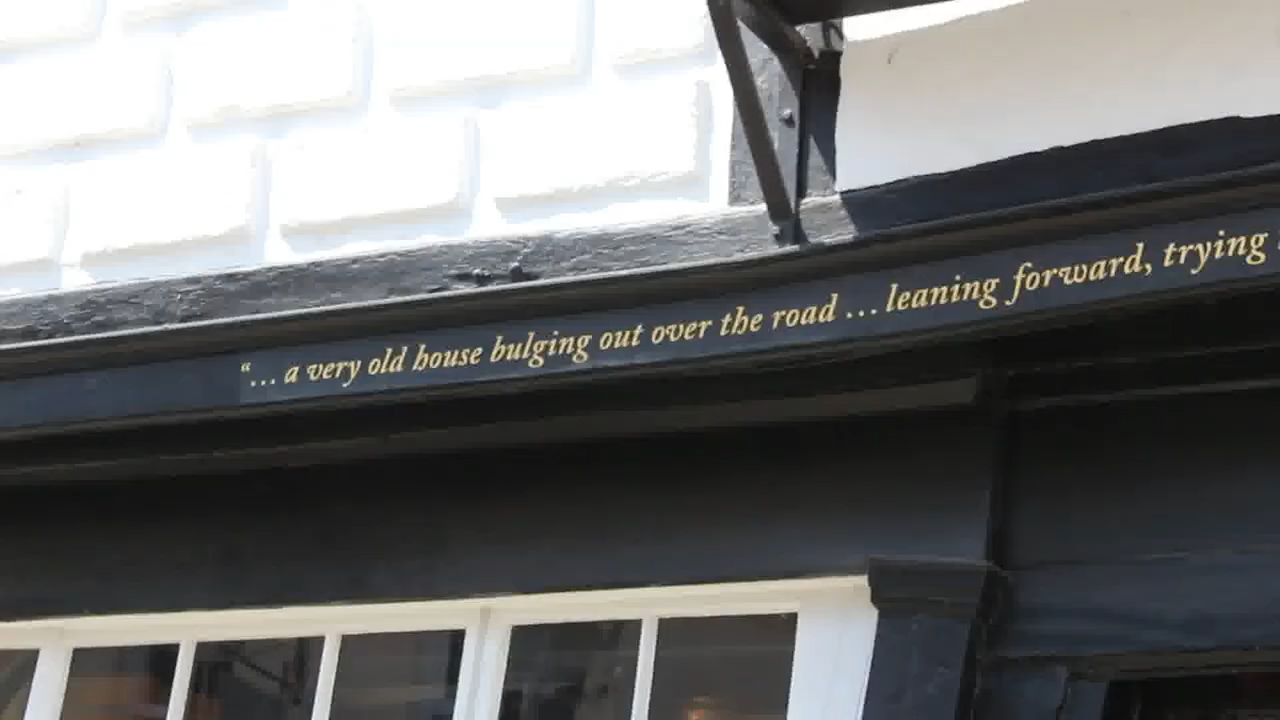 “... a very old house bulging out over the road ... leaning forward, trying